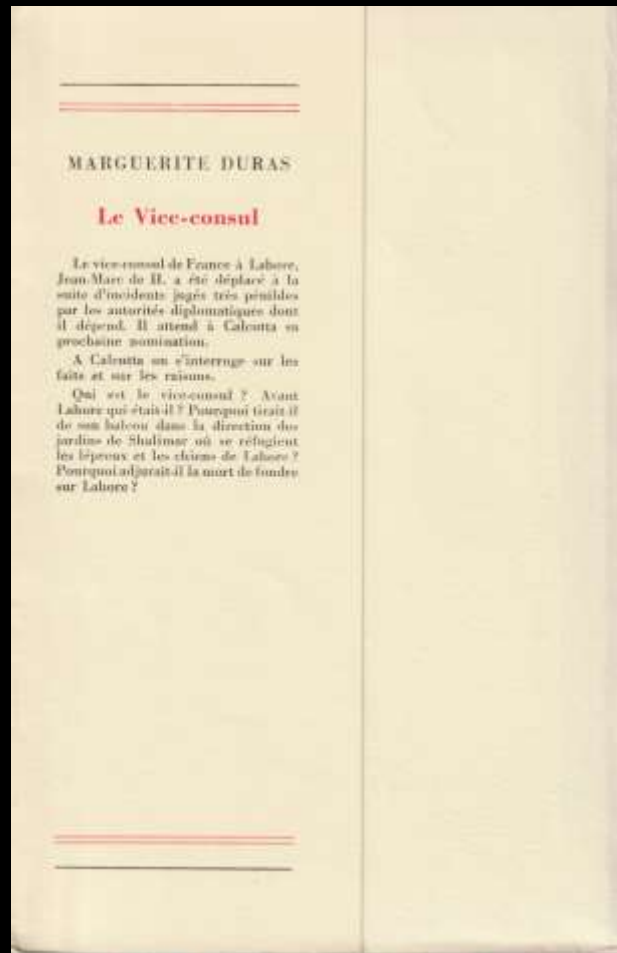 MARGUERITE DURAS
Le Vice-consul
Le vice-consul de France à Lahore,
Jean-Marc de H. a été déplacé à la
suite d'incidents jugés très pénibles
par les autorités diplomatiques dont
il dépend. Il attend à Calcutta sa
prochaine nomination.
A Calcutta on s'interroge sur les
faits et sur les raisons.
Qui est le vice-consul ? Avant
Lahore qui était-il ? Pourquoi tirait-il
de son balcon dans la direction des
jardins de Shalimar où se réfugient
les lépreux et les chiens de Lahore ?
Pourquoi adjurait-il la mort de fondre
sur Lahore ?